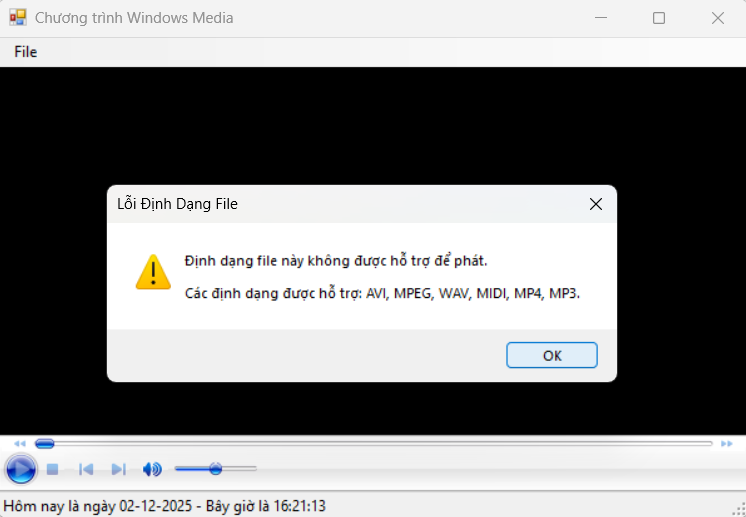 Chương trình Windows Media
File
Lỗi Định Dạng File
Định dạng file này không được hỗ trợ để phát.
Các định dạng được hỗ trợ: AVI, MPEG, WAV, MIDI, MP4, MP3.
OK
Hôm nay là ngày 02-12-2025 - Bây giờ là 16:21:13